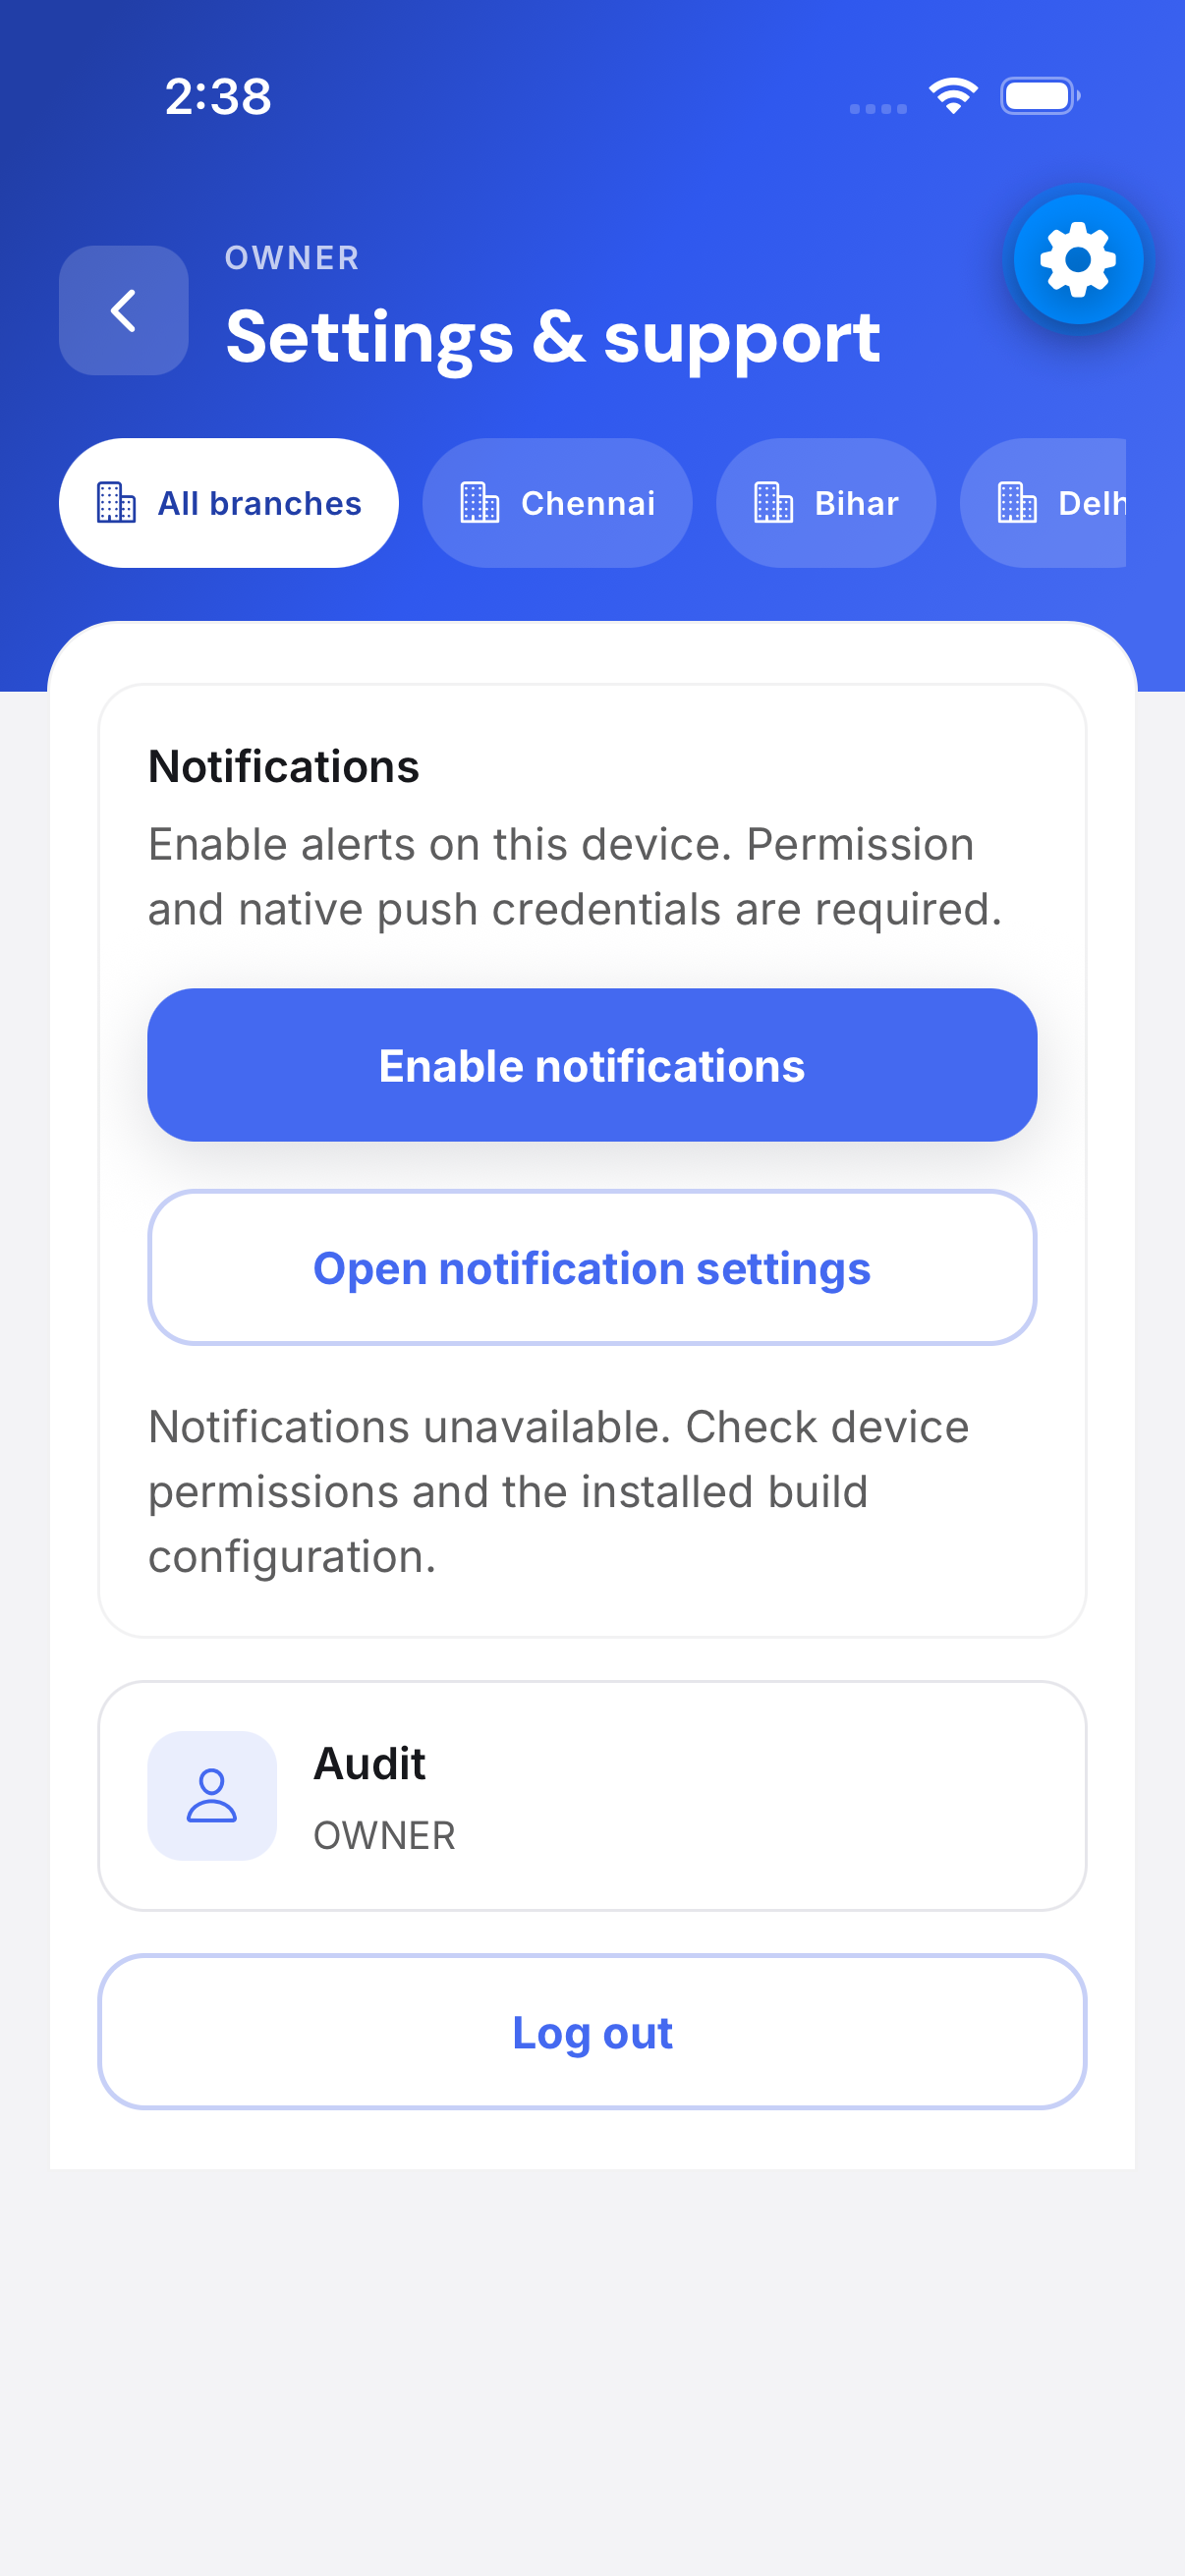 2:38
OWNER
Settings & support
All branches
Chennai
Bihar
Delh
Notifications
Enable alerts on this device. Permission
and native push credentials are required.
Enable notifications
Open notification settings
Notifications unavailable. Check device
permissions and the installed build
configuration.
Audit
OWNER
Log out